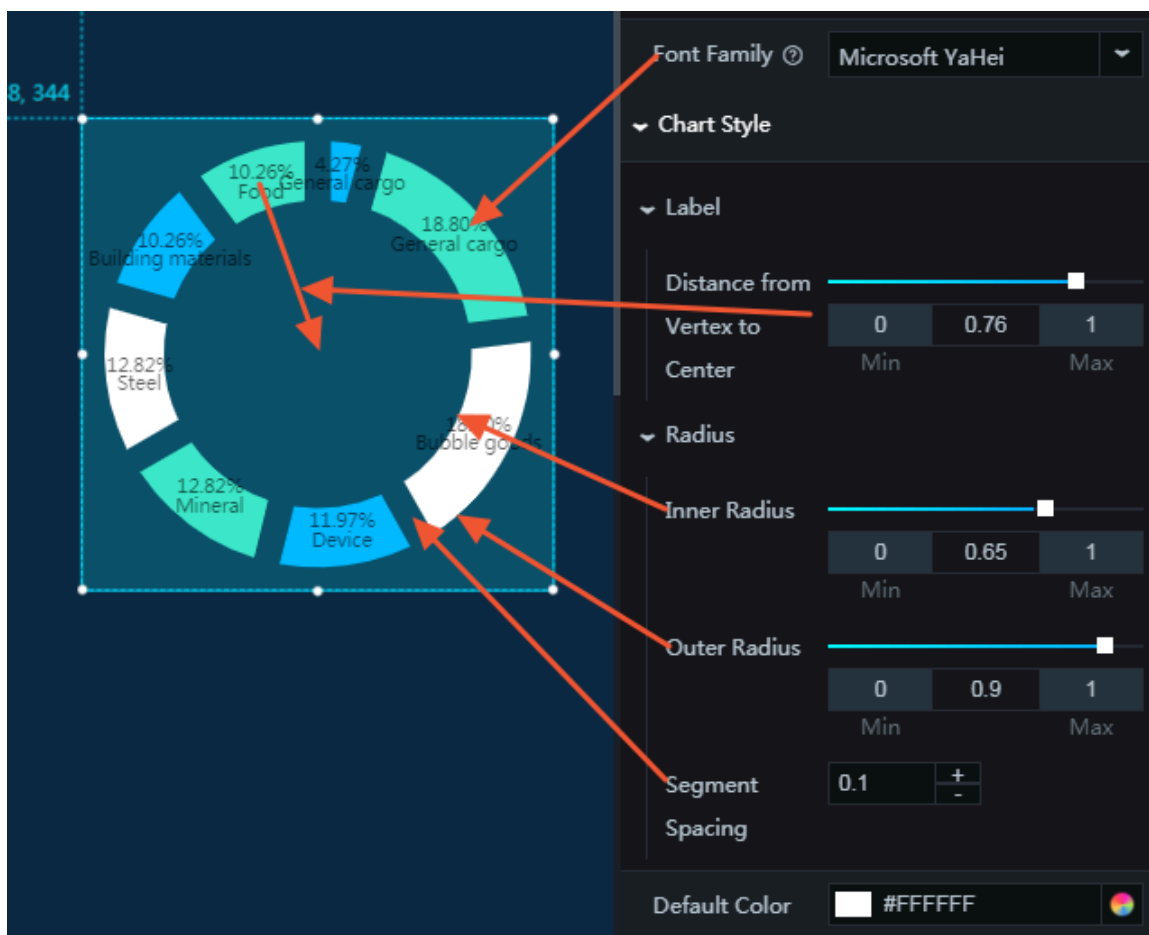 8, 344
10.26%
Food
4.27%
General cargo
18.80%
General cargo
10.26%
Building materials
12.82%
Steel
Bubble goods
12.82%
Mineral
11.97%
Device
Font Family
Microsoft YaHei
Chart Style
Label
Distance from
Vertex to
Center
0 0.76 1
Min Max
Radius
Inner Radius
0 0.65 1
Min Max
Outer Radius
0 0.9 1
Min Max
Segment
Spacing
0.1 + -
Default Color
#FFFFFF